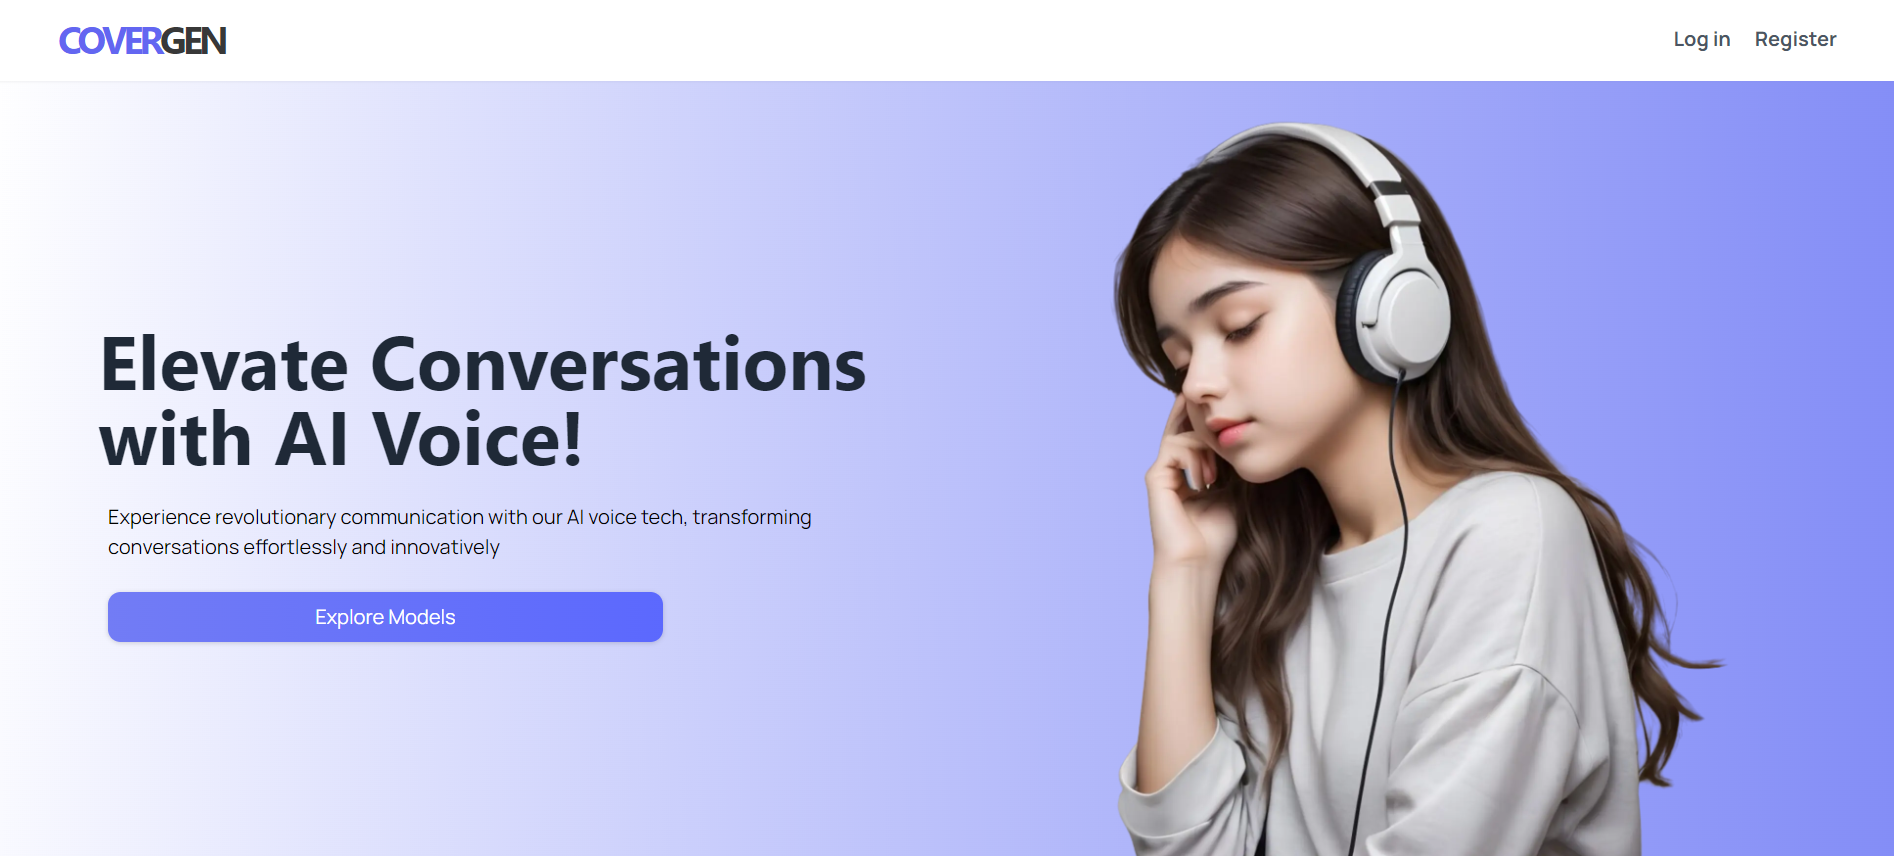 COVERGEN
Log in
Register
Elevate Conversations
with AI Voice!
Experience revolutionary communication with our AI voice tech, transforming
conversations effortlessly and innovatively
Explore Models